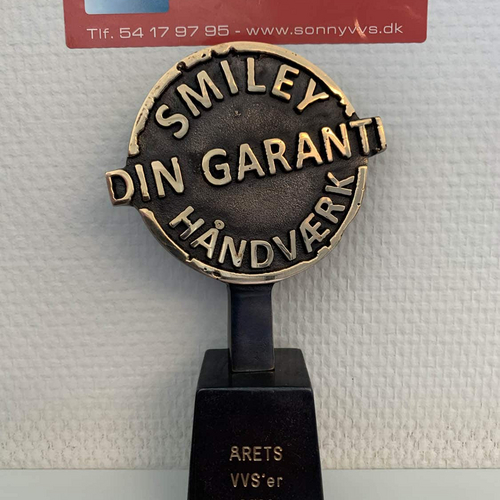 Tlf. 54 17 97 95 - www.sonnyvvs.dk
SMILEY
DIN GARANTI
HÅNDVÆRK
ÅRETS
VVS'er